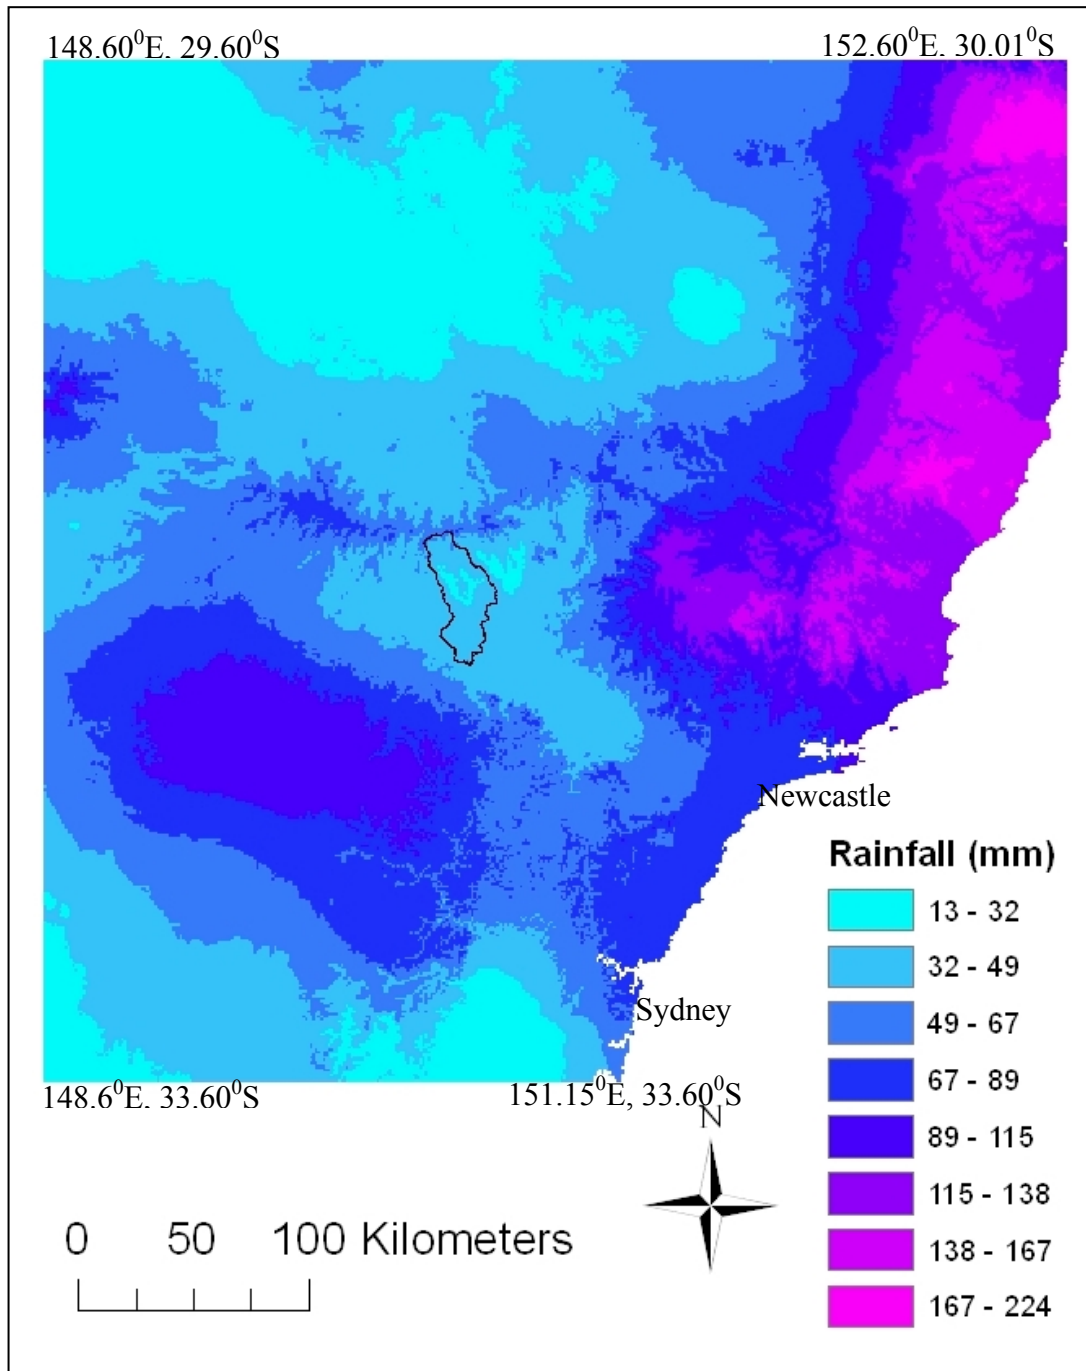 148.60⁰E, 29.60⁰S
152.60⁰E, 30.01⁰S
Newcastle
Sydney
148.6⁰E, 33.60⁰S
151.15⁰E, 33.60⁰S
N
0 50 100 Kilometers
Rainfall (mm)
13 - 32
32 - 49
49 - 67
67 - 89
89 - 115
115 - 138
138 - 167
167 - 224